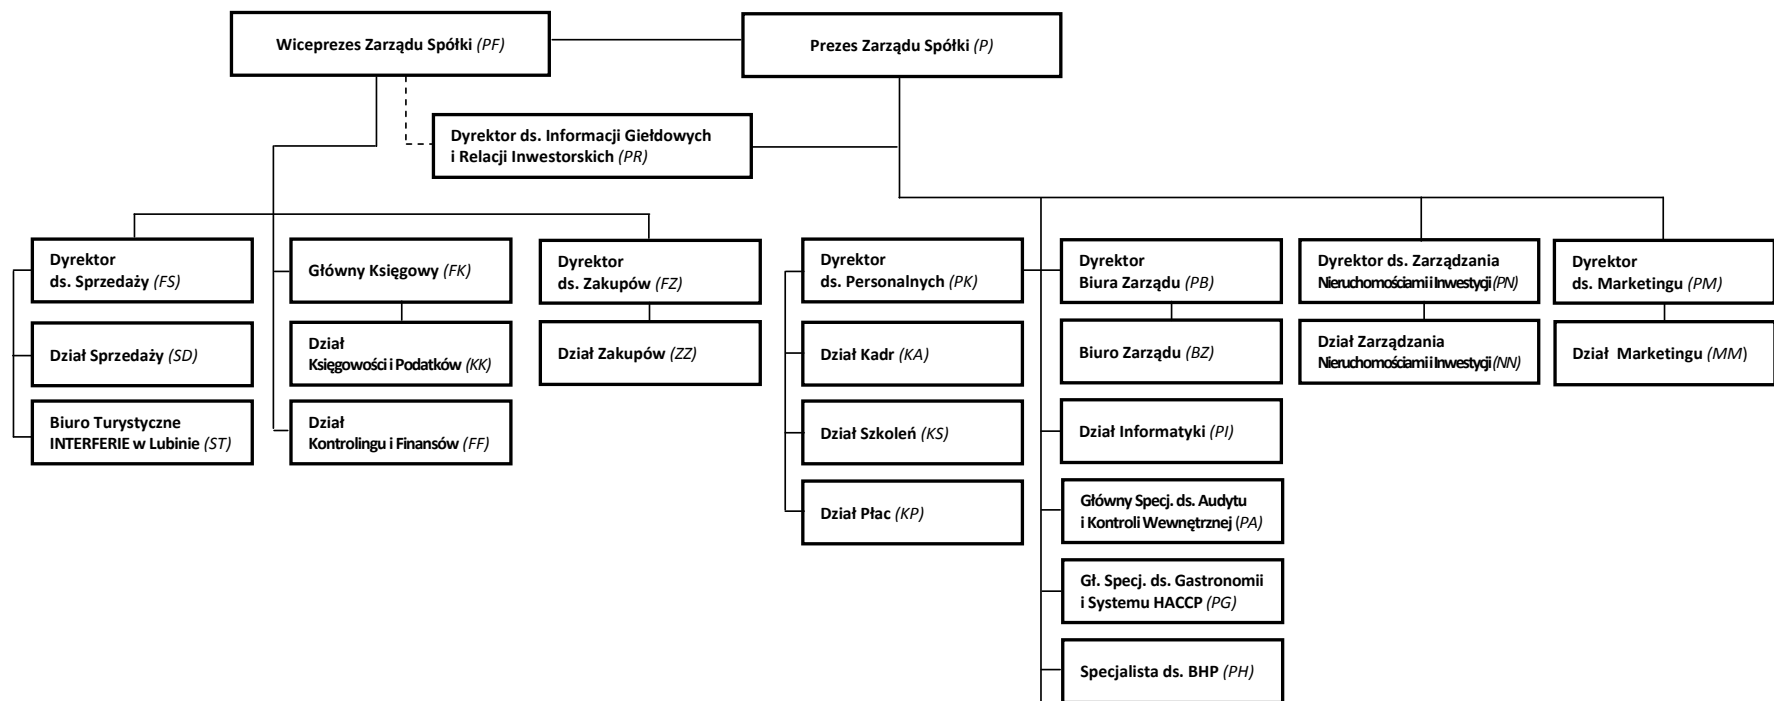 Wiceprezes Zarządu Spółki (PF)
Prezes Zarządu Spółki (P)
Dyrektor ds. Informacji Giełdowych
i Relacji Inwestorskich (PR)
Dyrektor
ds. Sprzedaży (FS)
Główny Księgowy (FK)
Dyrektor
ds. Zakupów (FZ)
Dyrektor
ds. Personalnych (PK)
Dyrektor
Biura Zarządu (PB)
Dyrektor ds. Zarządzania
Nieruchomościami i Inwestycji (PN)
Dyrektor
ds. Marketingu (PM)
Dział Sprzedaży (SD)
Dział
Księgowości i Podatków (KK)
Dział Zakupów (ZZ)
Dział Kadr (KA)
Biuro Zarządu (BZ)
Dział Zarządzania
Nieruchomościami i Inwestycji (NN)
Dział Marketingu (MM)
Biuro Turystyczne
INTERFERIE w Lubinie (ST)
Dział
Kontrolingu i Finansów (FF)
Dział Szkoleń (KS)
Dział Informatyki (PI)
Dział Płac (KP)
Główny Specj. ds. Audytu
i Kontroli Wewnętrznej (PA)
Gł. Specj. ds. Gastronomii
i Systemu HACCP (PG)
Specjalista ds. BHP (PH)